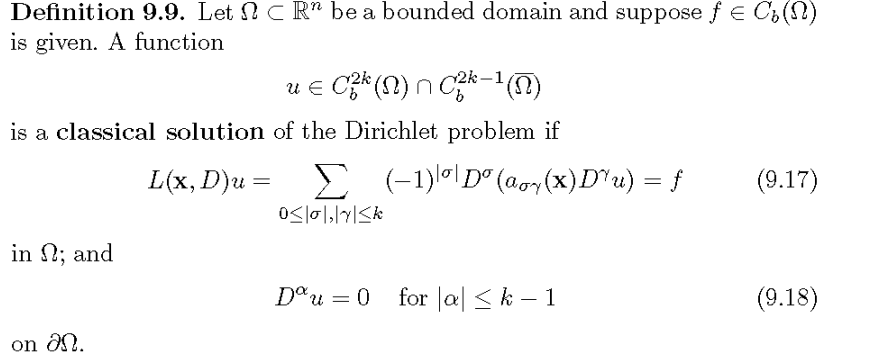 Definition 9.9. Let Ω ⊂ ℝⁿ be a bounded domain and suppose f ∈ C_b(Ω)
is given. A function
u ∈ C_b^{2k}(Ω) ∩ C_b^{2k−1}(Ω̅)
is a classical solution of the Dirichlet problem if
L(x, D)u = ∑_{0≤|σ|,|γ|≤k} (−1)^{|σ|} D^σ(a_{σγ}(x)D^γ u) = f (9.17)
in Ω; and
D^α u = 0 for |α| ≤ k − 1 (9.18)
on ∂Ω.